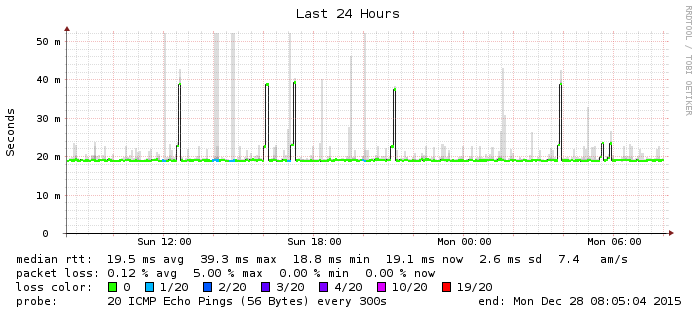 Last 24 Hours
RRDTOOL / TOBI OETIKER
Seconds
50 m
40 m
30 m
20 m
10 m
0
Sun 12:00 Sun 18:00 Mon 00:00 Mon 06:00
median rtt: 19.5 ms avg 39.3 ms max 18.8 ms min 19.1 ms now 2.6 ms sd 7.4 am/s
packet loss: 0.12 % avg 5.00 % max 0.00 % min 0.00 % now
loss color: 0 1/20 2/20 3/20 4/20 10/20 19/20
probe: 20 ICMP Echo Pings (56 Bytes) every 300s end: Mon Dec 28 08:05:04 2015